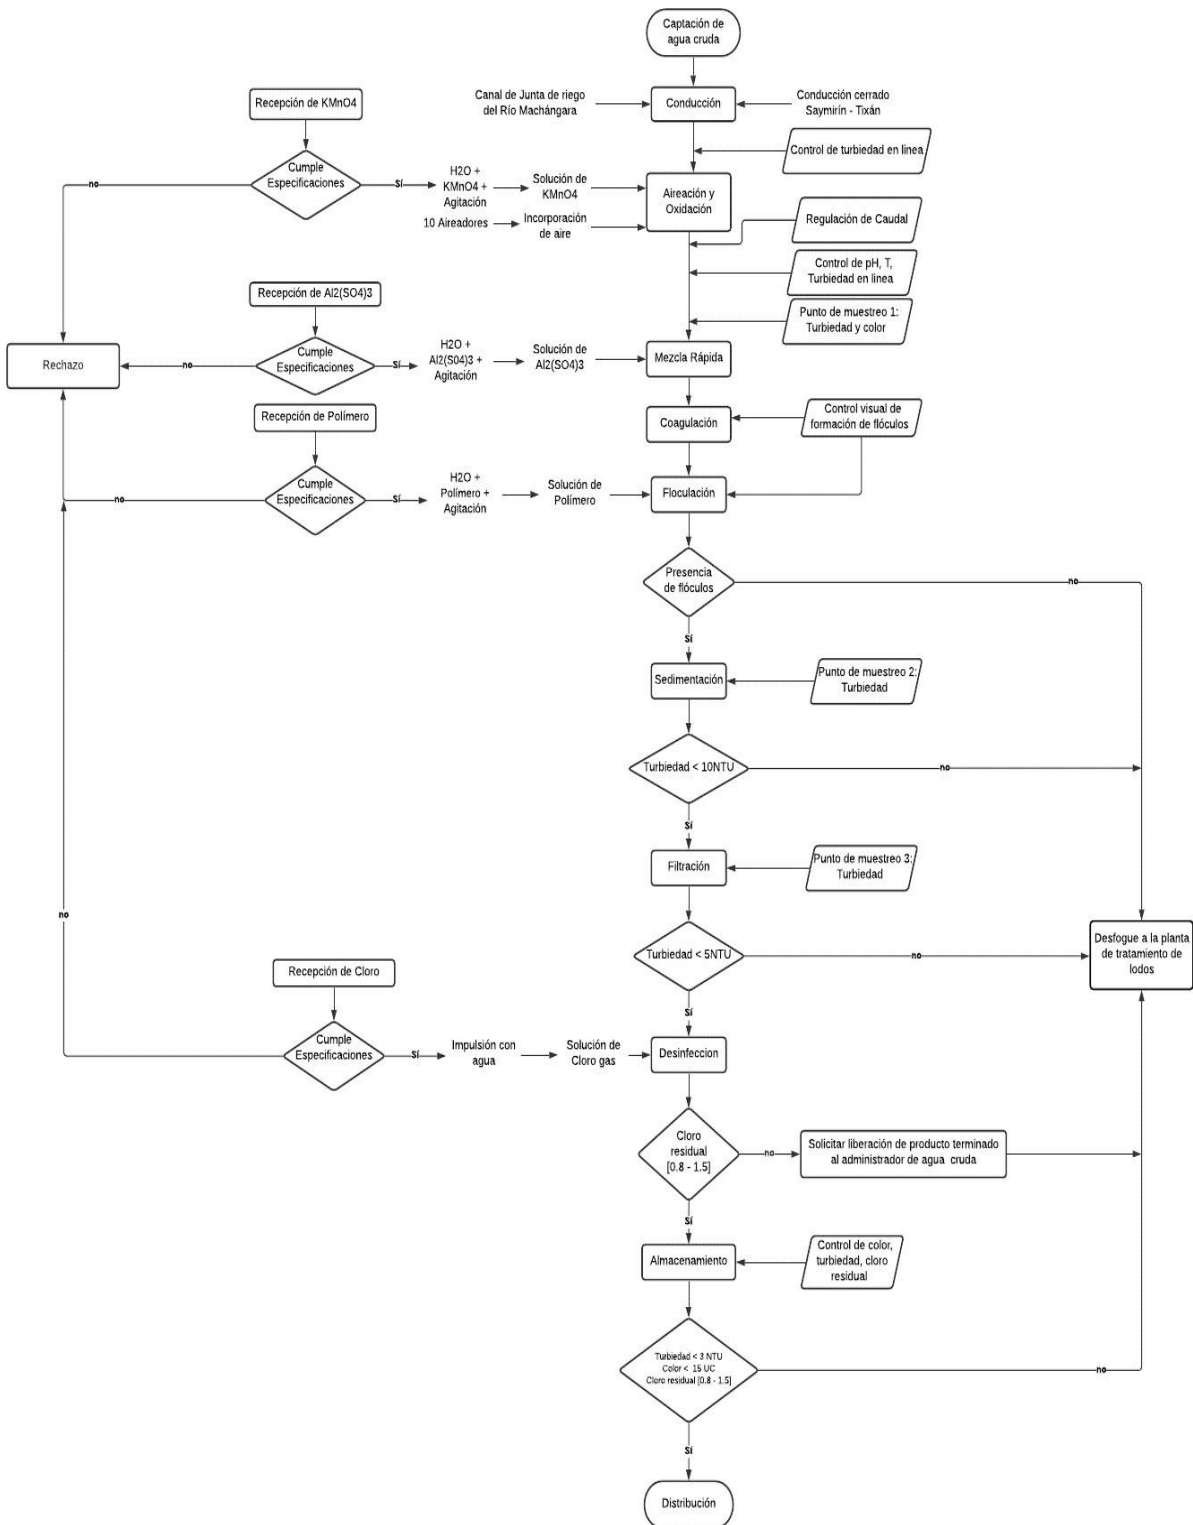 Captación de
agua cruda
Canal de Junta de riego
del Río Machángara
Conducción
Conducción cerrado
Saymirín - Tixán
Recepción de KMnO4
Control de turbiedad en linea
Cumple
Especificaciones
no
Sí
H2O +
KMnO4 +
Agitación
Solución de
KMnO4
Aireación y
Oxidación
10 Aireadores
Incorporación
de aire
Regulación de Caudal
Control de pH, T,
Turbiedad en linea
Recepción de Al2(SO4)3
Punto de muestreo 1:
Turbiedad y color
Rechazo
no
Cumple
Especificaciones
Sí
H2O +
Al2(S04)3 +
Agitación
Solución de
Al2(SO4)3
Mezcla Rápida
Recepción de Polímero
Coagulación
Control visual de
formación de flóculos
no
Cumple
Especificaciones
Sí
H2O +
Polímero +
Agitación
Solución de
Polímero
Floculación
Presencia
de flóculos
no
Sí
Sedimentación
Punto de muestreo 2:
Turbiedad
Turbiedad < 10NTU
no
Sí
Filtración
Punto de muestreo 3:
Turbiedad
no
Turbiedad < 5NTU
no
Desfogue a la planta
de tratamiento de
lodos
Recepción de Cloro
Sí
Cumple
Especificaciones
Sí
Impulsión con
agua
Solución de
Cloro gas
Desinfeccion
Cloro
residual
[0.8 - 1.5]
no
Solicitar liberación de producto terminado
al administrador de agua cruda
Sí
Almacenamiento
Control de color,
turbiedad, cloro
residual
Turbiedad < 3 NTU
Color < 15 UC
Cloro residual [0.8 - 1.5]
no
Sí
Distribución